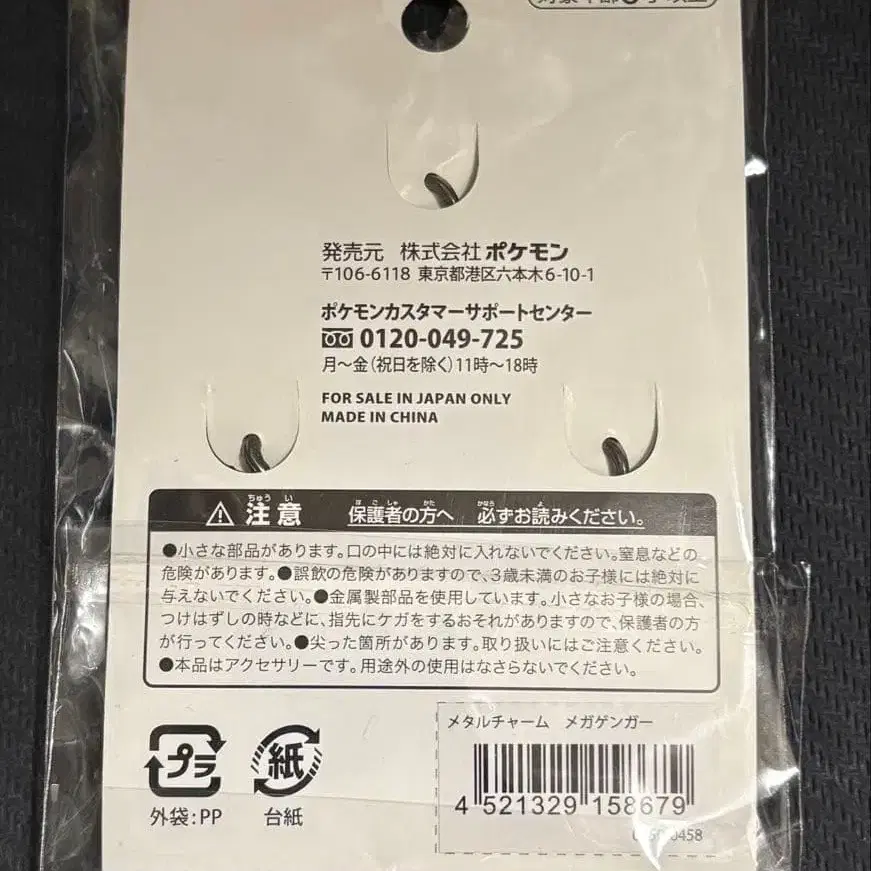 発売元 株式会社ポケモン
〒106-6118 東京都港区六本木6-10-1
ポケモンカスタマーサポートセンター
0120-049-725
月〜金(祝日を除く)11時〜18時
FOR SALE IN JAPAN ONLY
MADE IN CHINA
ちゅう い ほ ご しゃ かた かなら よ
注意 保護者の方へ 必ずお読みください。
●小さな部品があります。口の中には絶対に入れないでください。窒息などの
危険があります。●誤飲の危険がありますので、3歳未満のお子様には絶対に
与えないでください。●金属製部品を使用しています。小さなお子様の場合、
つけはずしの時などに、指先にケガをするおそれがありますので、保護者の方
が行ってください。●尖った箇所があります。取り扱いにはご注意ください。
●本品はアクセサリーです。用途外の使用はなさらないでください。
プラ 紙
外袋:PP 台紙
メタルチャーム メガゲンガー
4 521329 158679